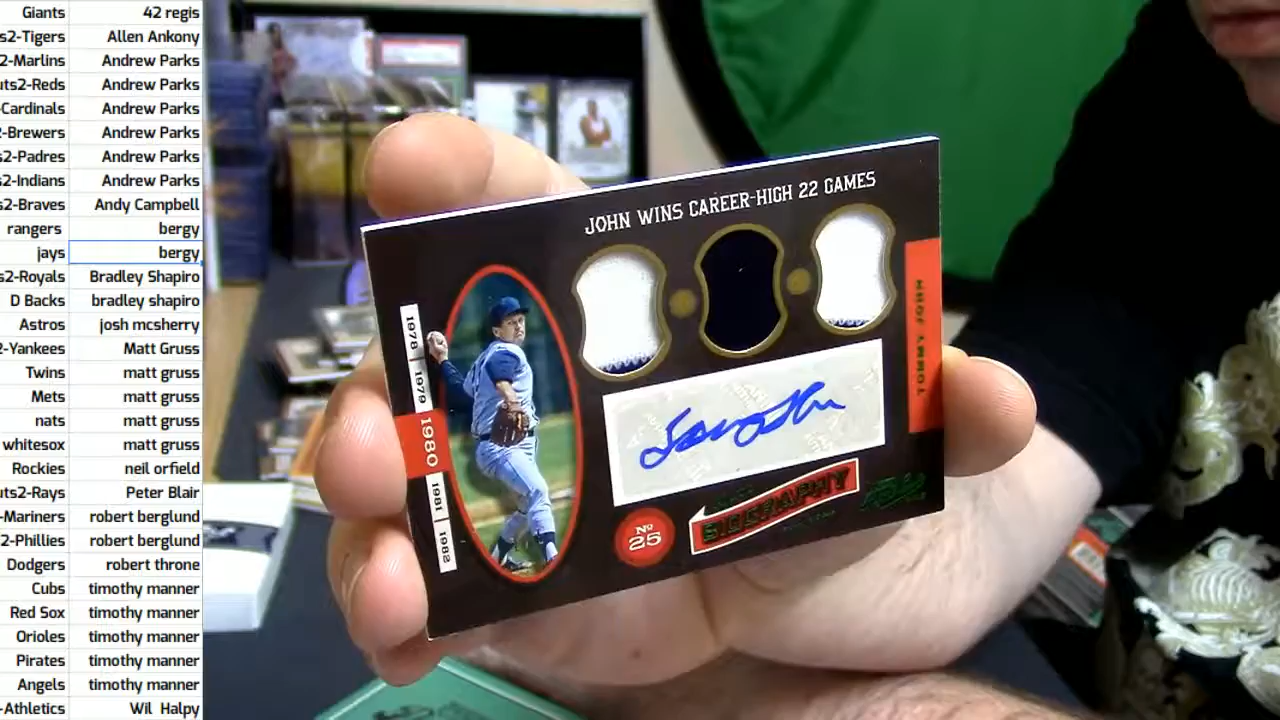 Giants 42 regis
s2-Tigers Allen Ankony
2-Marlins Andrew Parks
uts2-Reds Andrew Parks
-Cardinals Andrew Parks
2-Brewers Andrew Parks
s2-Padres Andrew Parks
s2-Indians Andrew Parks
s2-Braves Andy Campbell
rangers bergy
jays bergy
s2-Royals Bradley Shapiro
D Backs bradley shapiro
Astros josh mcsherry
2-Yankees Matt Gruss
Twins matt gruss
Mets matt gruss
nats matt gruss
whitesox matt gruss
Rockies neil orfield
uts2-Rays Peter Blair
-Mariners robert berglund
2-Phillies robert berglund
Dodgers robert throne
Cubs timothy manner
Red Sox timothy manner
Orioles timothy manner
Pirates timothy manner
Angels timothy manner
-Athletics Wil Halpy
JOHN WINS CAREER-HIGH 22 GAMES
1978 1979 1980 1981 1982
TOMMY JOHN
BIOGRAPHY
Nº 25